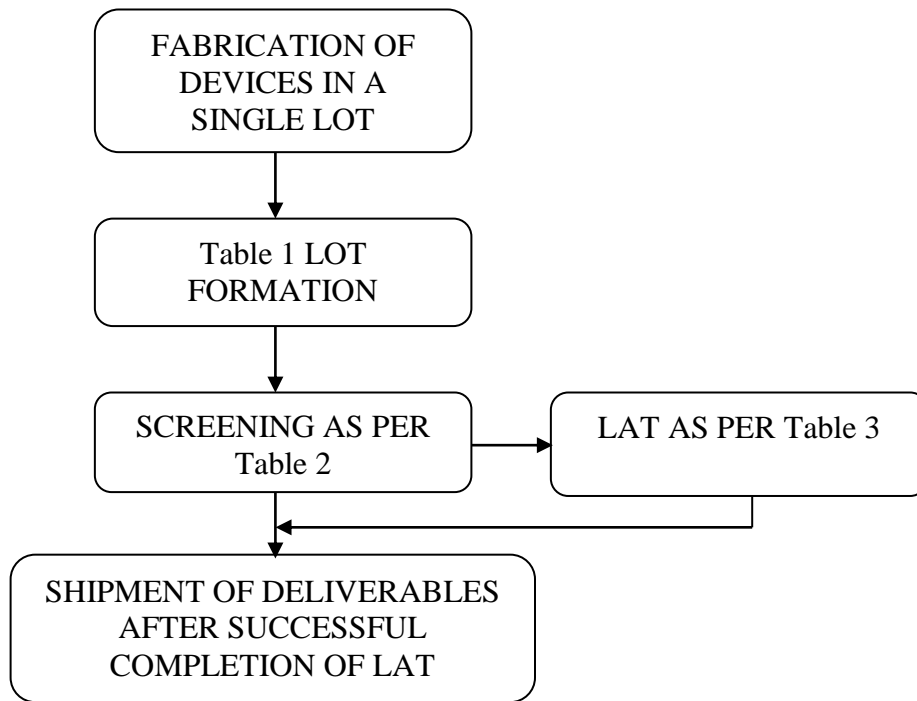 FABRICATION OF
DEVICES IN A
SINGLE LOT
Table 1 LOT
FORMATION
SCREENING AS PER
Table 2
LAT AS PER Table 3
SHIPMENT OF DELIVERABLES
AFTER SUCCESSFUL
COMPLETION OF LAT